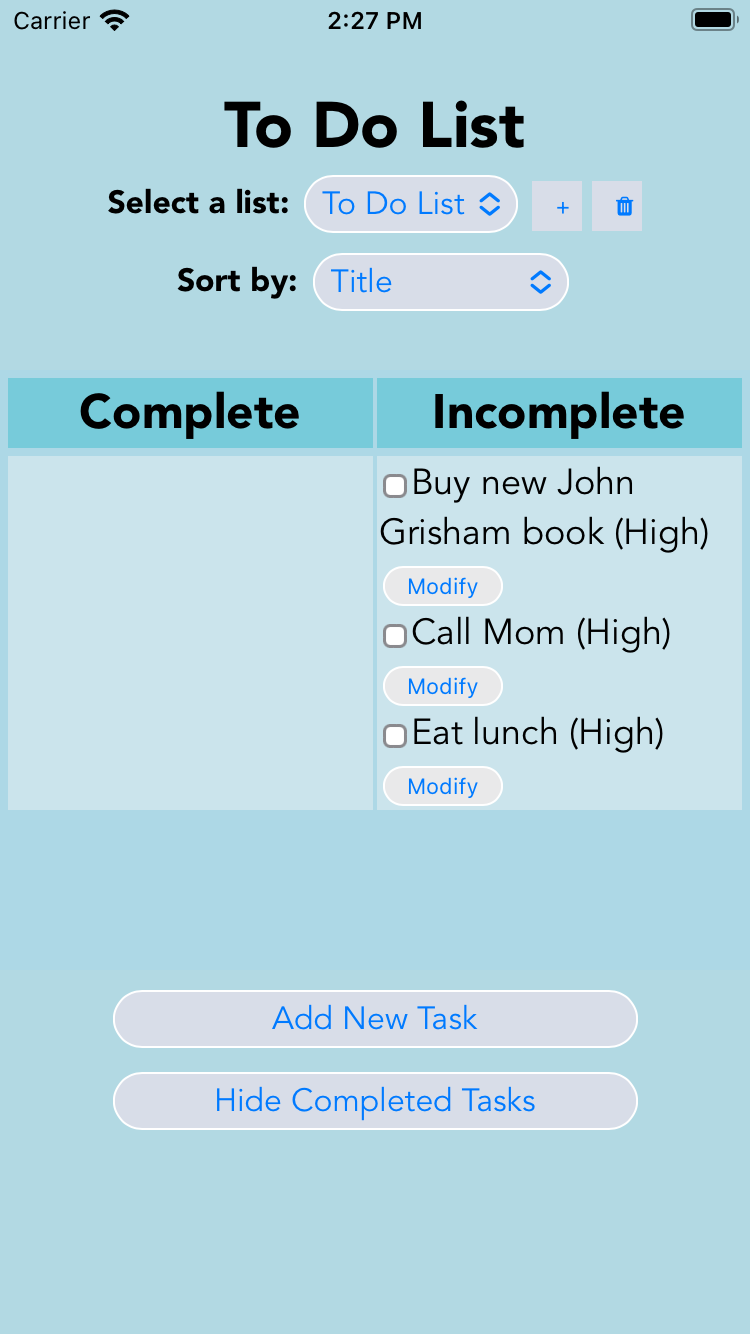 Carrier 2:27 PM
To Do List
Select a list: To Do List +
Sort by: Title
Complete Incomplete
Buy new John
Grisham book (High)
Modify
Call Mom (High)
Modify
Eat lunch (High)
Modify
Add New Task
Hide Completed Tasks